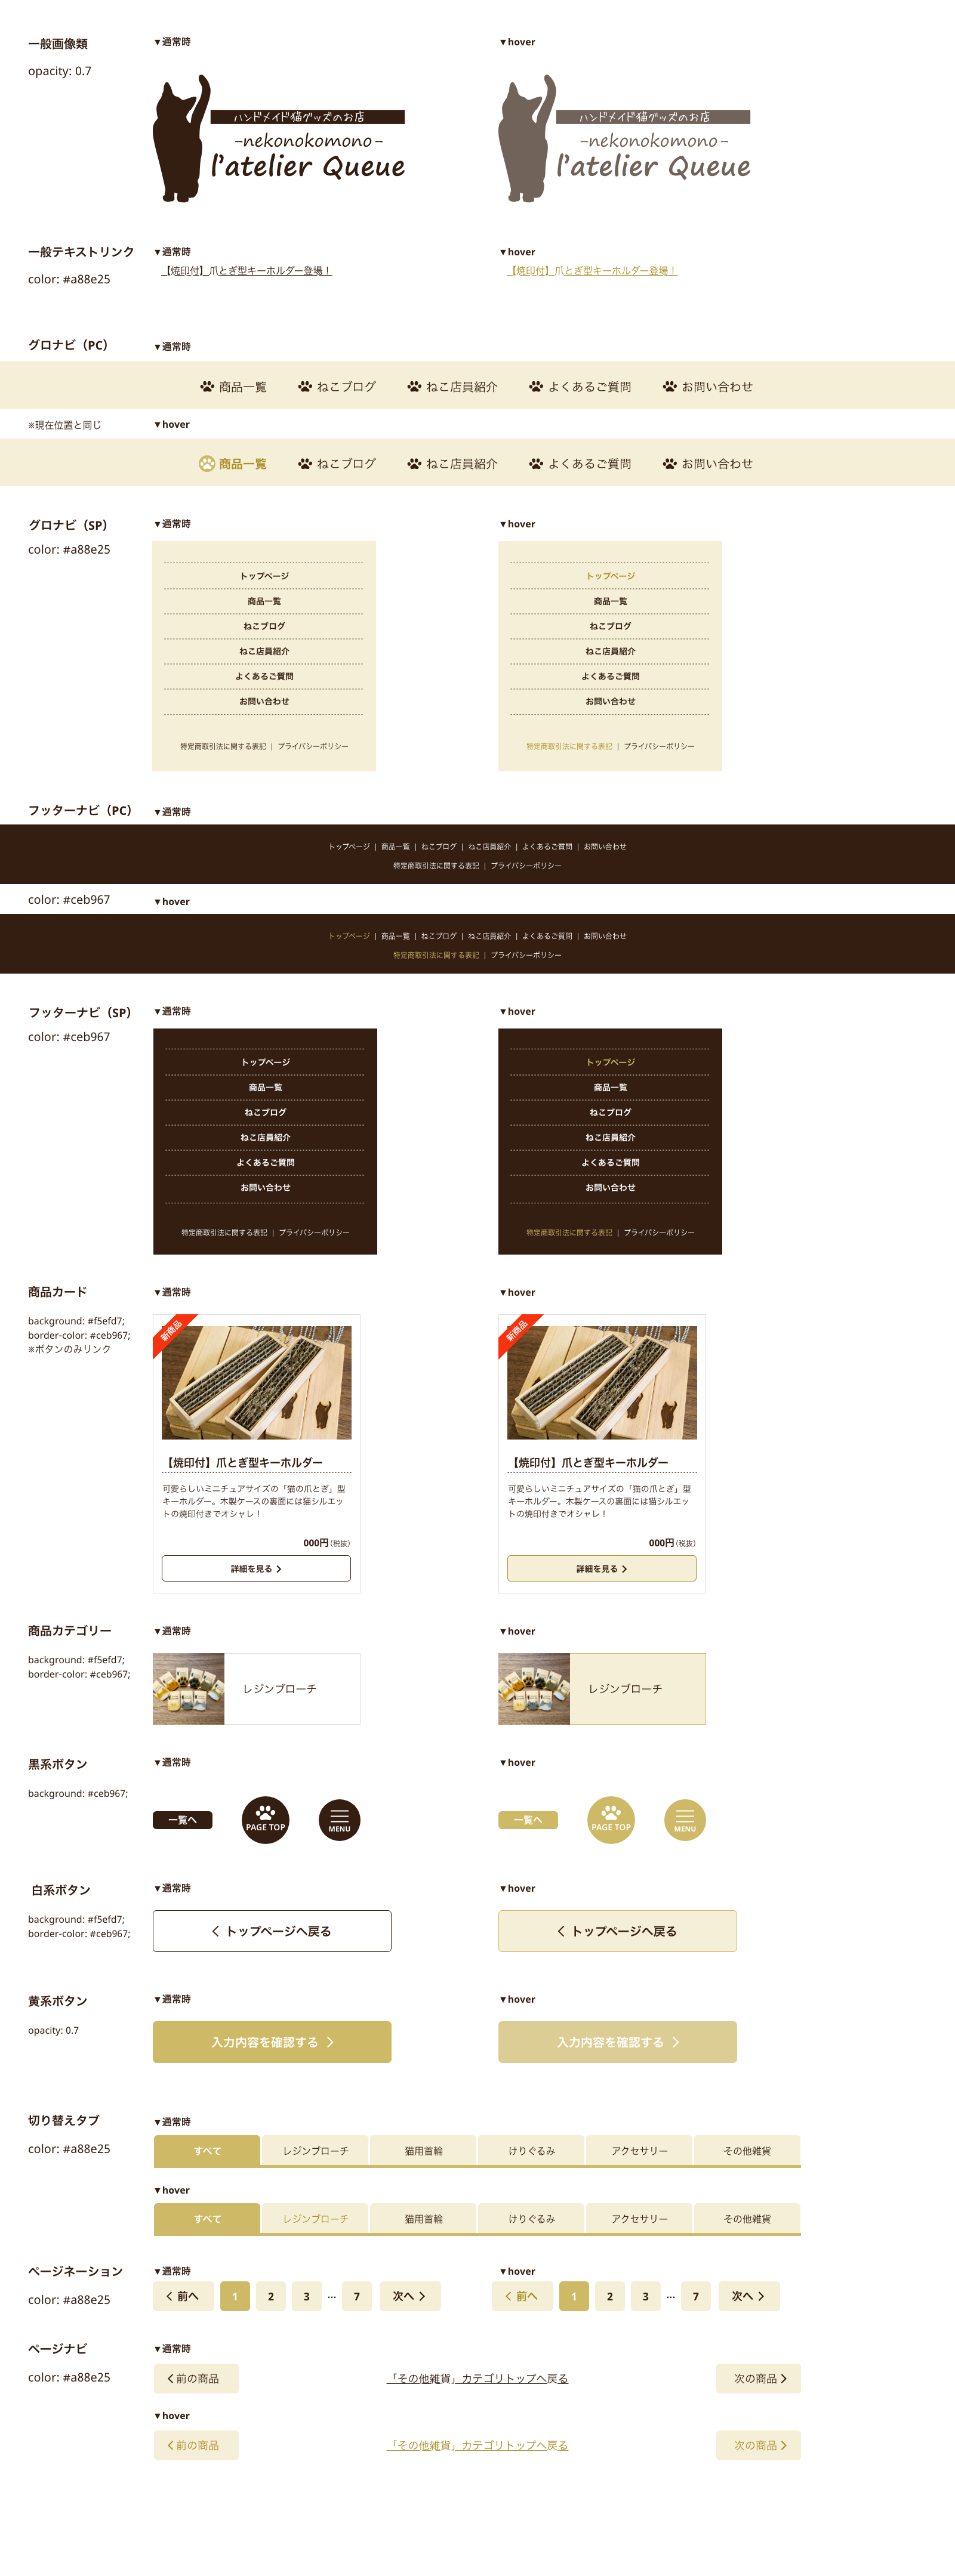 一般画像類
opacity: 0.7
▼通常時
▼hover
ハンドメイド猫グッズのお店
-nekonokomono-
l'atelier Queue
ハンドメイド猫グッズのお店
-nekonokomono-
l'atelier Queue
一般テキストリンク
color: #a88e25
▼通常時
【焼印付】爪とぎ型キーホルダー登場！
▼hover
【焼印付】爪とぎ型キーホルダー登場！
グロナビ（PC）
▼通常時
商品一覧 ねこブログ ねこ店員紹介 よくあるご質問 お問い合わせ
※現在位置と同じ
▼hover
商品一覧 ねこブログ ねこ店員紹介 よくあるご質問 お問い合わせ
グロナビ（SP）
color: #a88e25
▼通常時
トップページ
商品一覧
ねこブログ
ねこ店員紹介
よくあるご質問
お問い合わせ
特定商取引法に関する表記 | プライバシーポリシー
▼hover
トップページ
商品一覧
ねこブログ
ねこ店員紹介
よくあるご質問
お問い合わせ
特定商取引法に関する表記 | プライバシーポリシー
フッターナビ（PC）
▼通常時
トップページ | 商品一覧 | ねこブログ | ねこ店員紹介 | よくあるご質問 | お問い合わせ
特定商取引法に関する表記 | プライバシーポリシー
color: #ceb967
▼hover
トップページ | 商品一覧 | ねこブログ | ねこ店員紹介 | よくあるご質問 | お問い合わせ
特定商取引法に関する表記 | プライバシーポリシー
フッターナビ（SP）
color: #ceb967
▼通常時
トップページ
商品一覧
ねこブログ
ねこ店員紹介
よくあるご質問
お問い合わせ
特定商取引法に関する表記 | プライバシーポリシー
▼hover
トップページ
商品一覧
ねこブログ
ねこ店員紹介
よくあるご質問
お問い合わせ
特定商取引法に関する表記 | プライバシーポリシー
商品カード
background: #f5efd7;
border-color: #ceb967;
※ボタンのみリンク
▼通常時
新商品
【焼印付】爪とぎ型キーホルダー
可愛らしいミニチュアサイズの「猫の爪とぎ」型
キーホルダー。木製ケースの裏面には猫シルエッ
トの焼印付きでオシャレ！
000円（税抜）
詳細を見る
▼hover
新商品
【焼印付】爪とぎ型キーホルダー
可愛らしいミニチュアサイズの「猫の爪とぎ」型
キーホルダー。木製ケースの裏面には猫シルエッ
トの焼印付きでオシャレ！
000円（税抜）
詳細を見る
商品カテゴリー
background: #f5efd7;
border-color: #ceb967;
▼通常時
レジンブローチ
▼hover
レジンブローチ
黒系ボタン
background: #ceb967;
▼通常時
一覧へ
PAGE TOP
MENU
▼hover
一覧へ
PAGE TOP
MENU
白系ボタン
background: #f5efd7;
border-color: #ceb967;
▼通常時
トップページへ戻る
▼hover
トップページへ戻る
黄系ボタン
opacity: 0.7
▼通常時
入力内容を確認する
▼hover
入力内容を確認する
切り替えタブ
color: #a88e25
▼通常時
すべて レジンブローチ 猫用首輪 けりぐるみ アクセサリー その他雑貨
▼hover
すべて レジンブローチ 猫用首輪 けりぐるみ アクセサリー その他雑貨
ページネーション
color: #a88e25
▼通常時
前へ 1 2 3 … 7 次へ
▼hover
前へ 1 2 3 … 7 次へ
ページナビ
color: #a88e25
▼通常時
前の商品 「その他雑貨」カテゴリトップへ戻る 次の商品
▼hover
前の商品 「その他雑貨」カテゴリトップへ戻る 次の商品